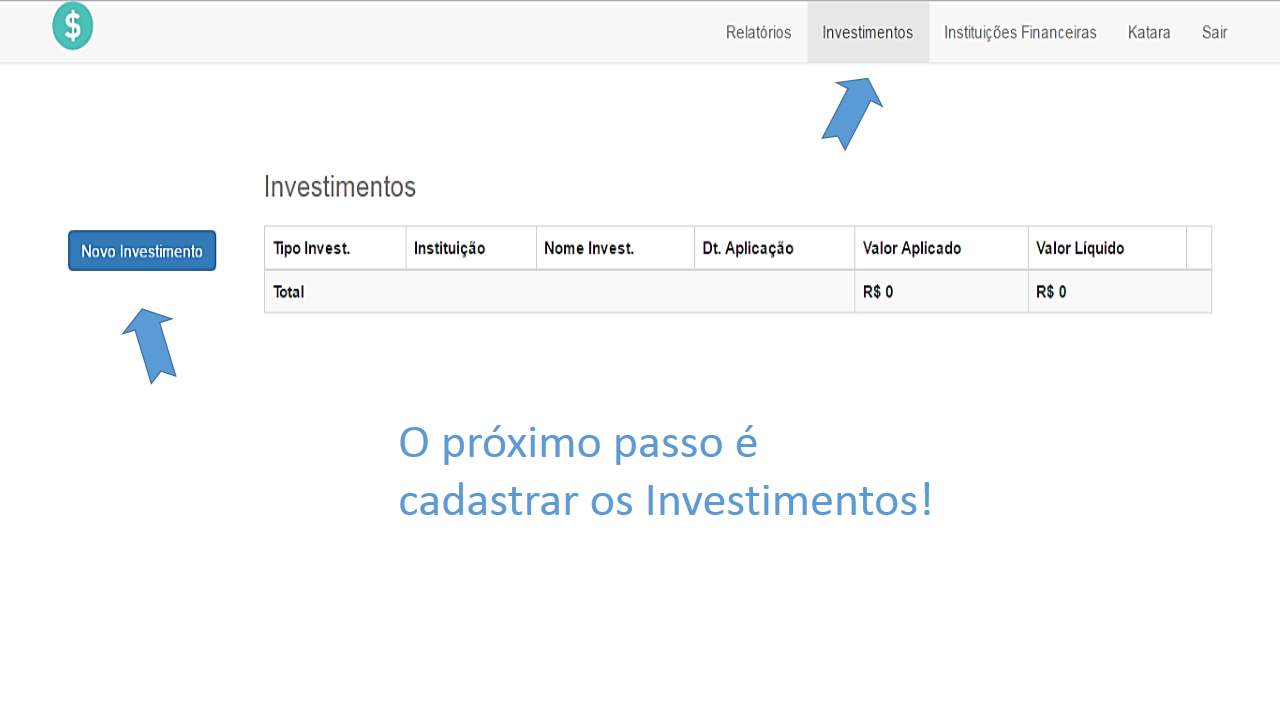 $
Relatórios Investimentos Instituições Financeiras Katara Sair
Investimentos
Novo Investimento
Tipo Invest. Instituição Nome Invest. Dt. Aplicação Valor Aplicado Valor Líquido
Total R$ 0 R$ 0
O próximo passo é
cadastrar os Investimentos!